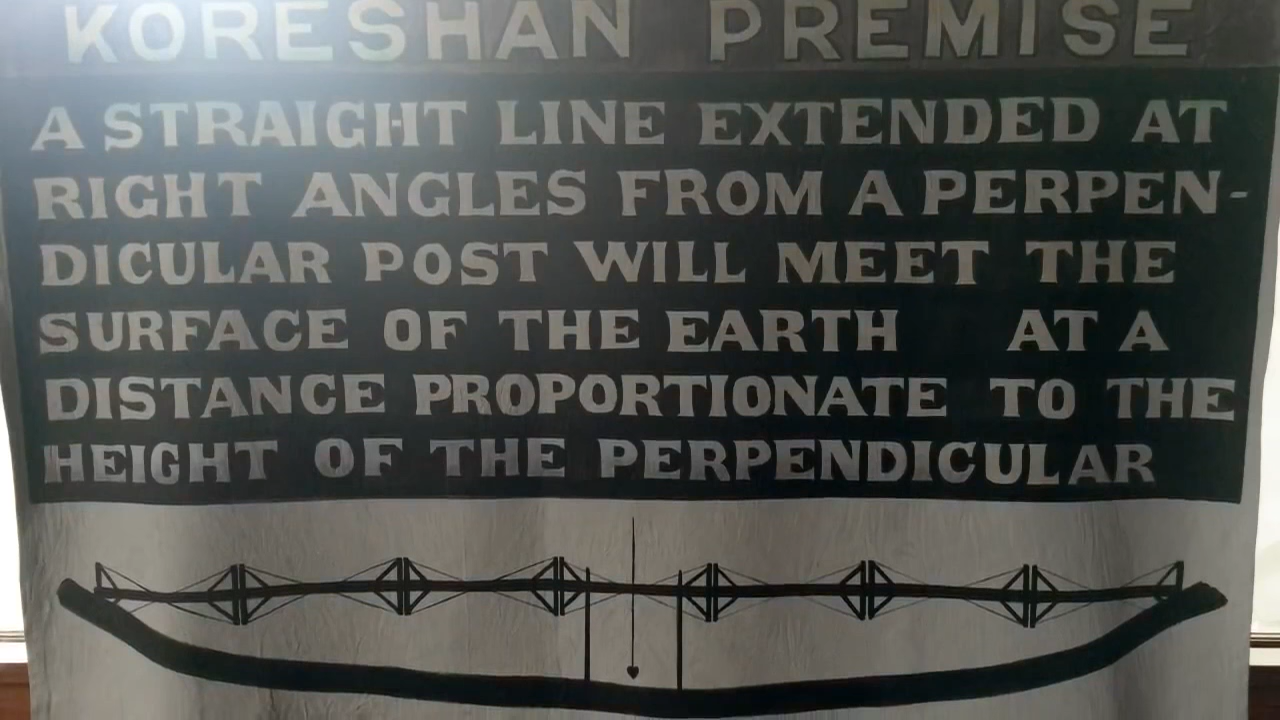 KORESHAN PREMISE
A STRAIGHT LINE EXTENDED AT
RIGHT ANGLES FROM A PERPEN-
DICULAR POST WILL MEET THE
SURFACE OF THE EARTH AT A
DISTANCE PROPORTIONATE TO THE
HEIGHT OF THE PERPENDICULAR